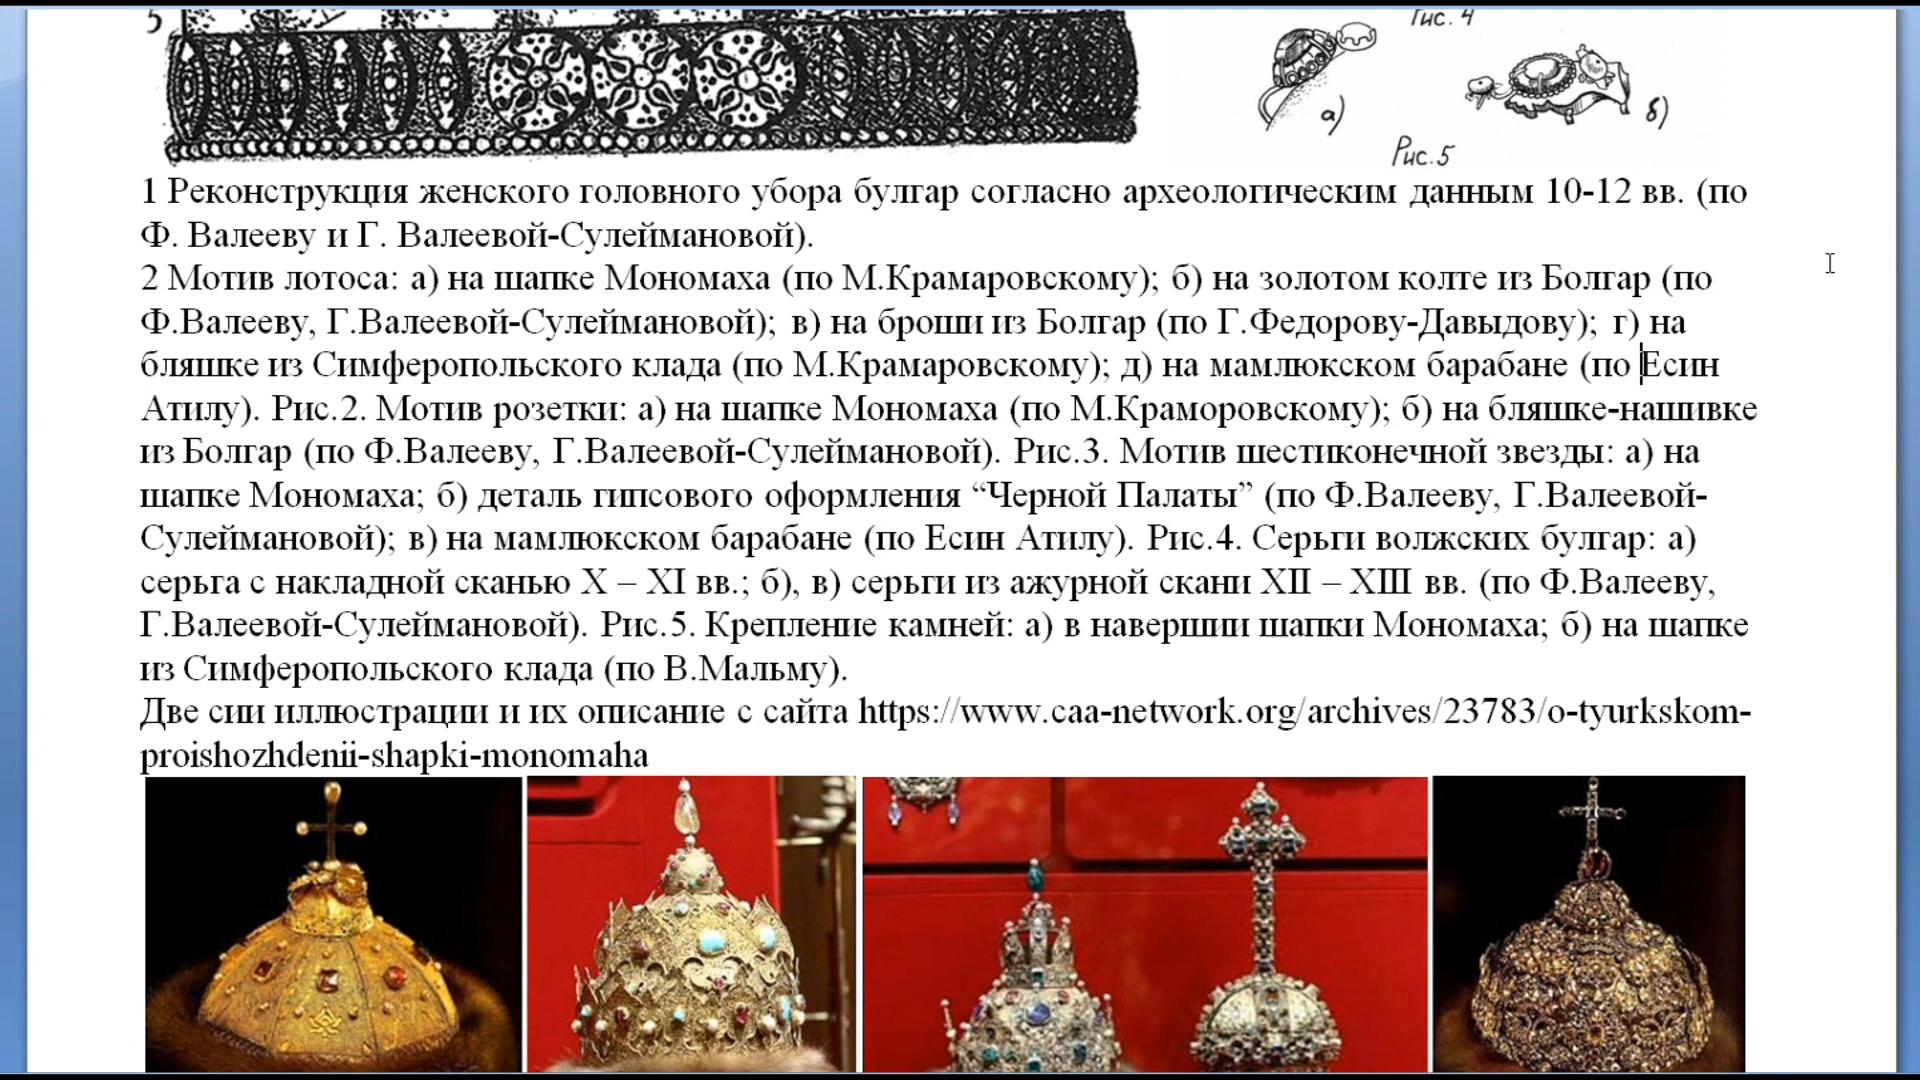 5
Рис. 4
а)
б)
Рис. 5
1 Реконструкция женского головного убора булгар согласно археологическим данным 10-12 вв. (по
Ф. Валееву и Г. Валеевой-Сулеймановой).
2 Мотив лотоса: а) на шапке Мономаха (по М.Крамаровскому); б) на золотом колте из Болгар (по
Ф.Валееву, Г.Валеевой-Сулеймановой); в) на броши из Болгар (по Г.Федорову-Давыдову); г) на
бляшке из Симферопольского клада (по М.Крамаровскому); д) на мамлюкском барабане (по Есин
Атилу). Рис.2. Мотив розетки: а) на шапке Мономаха (по М.Краморовскому); б) на бляшке-нашивке
из Болгар (по Ф.Валееву, Г.Валеевой-Сулеймановой). Рис.3. Мотив шестиконечной звезды: а) на
шапке Мономаха; б) деталь гипсового оформления “Черной Палаты” (по Ф.Валееву, Г.Валеевой-
Сулеймановой); в) на мамлюкском барабане (по Есин Атилу). Рис.4. Серьги волжских булгар: а)
серьга с накладной сканью X – XI вв.; б), в) серьги из ажурной скани XII – XIII вв. (по Ф.Валееву,
Г.Валеевой-Сулеймановой). Рис.5. Крепление камней: а) в навершии шапки Мономаха; б) на шапке
из Симферопольского клада (по В.Мальму).
Две сии иллюстрации и их описание с сайта https://www.caa-network.org/archives/23783/o-tyurkskom-
proishozhdenii-shapki-monomaha